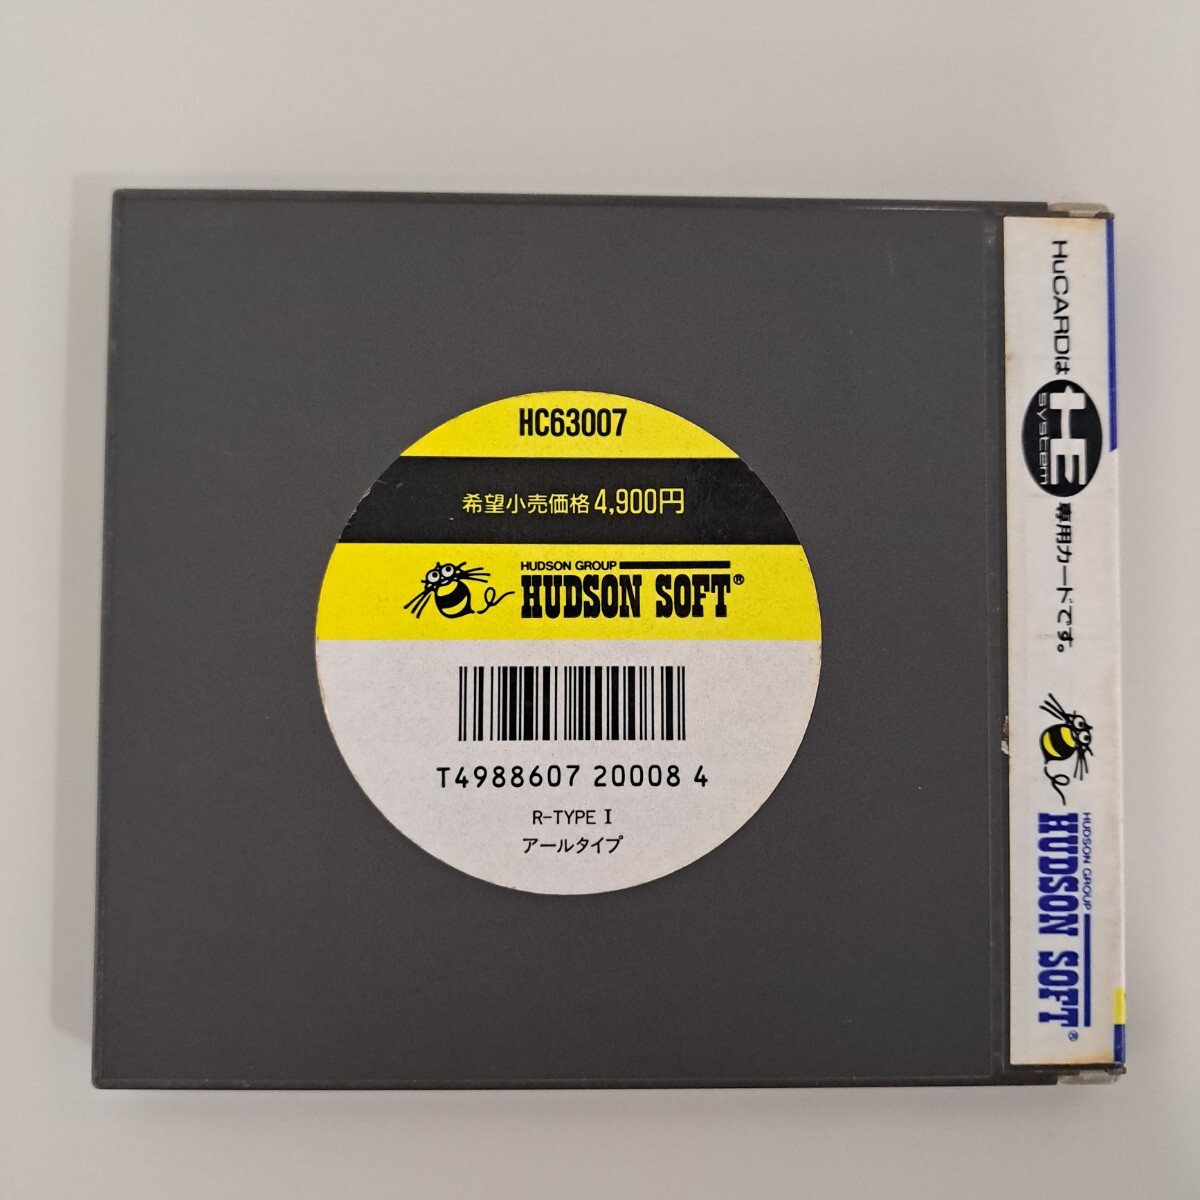 HC63007
希望小売価格4,900円
HUDSON GROUP
HUDSON SOFT®
T4988607 20008 4
R-TYPE I
アールタイプ
HuCARDは HE system 専用カードです。
HUDSON GROUP
HUDSON SOFT®